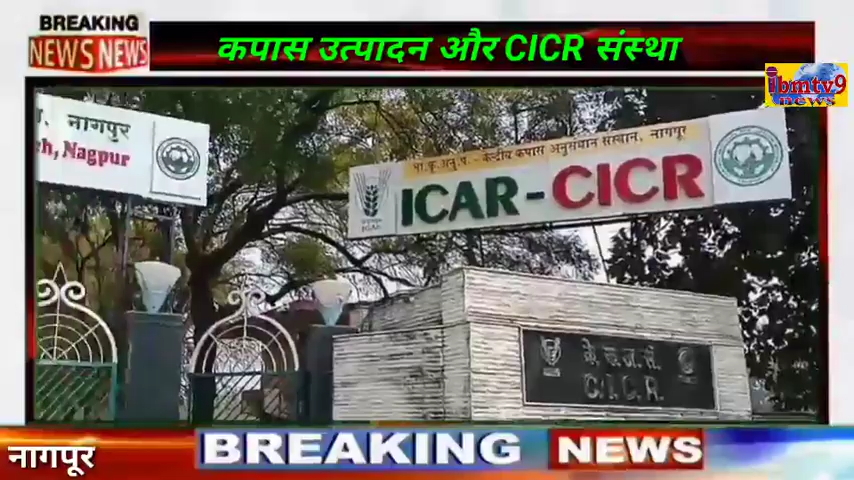 BREAKING
NEWS NEWS
कपास उत्पादन और CICR संस्था
ibmtv9
news
नागपुर
Nagpur
भा.कृ.अनु.प. - केन्द्रीय कपास अनुसंधान संस्थान, नागपूर
ICAR-CICR
ICAR
के.क.अ.सं.
C.I.C.R.
नागपूर
BREAKING NEWS